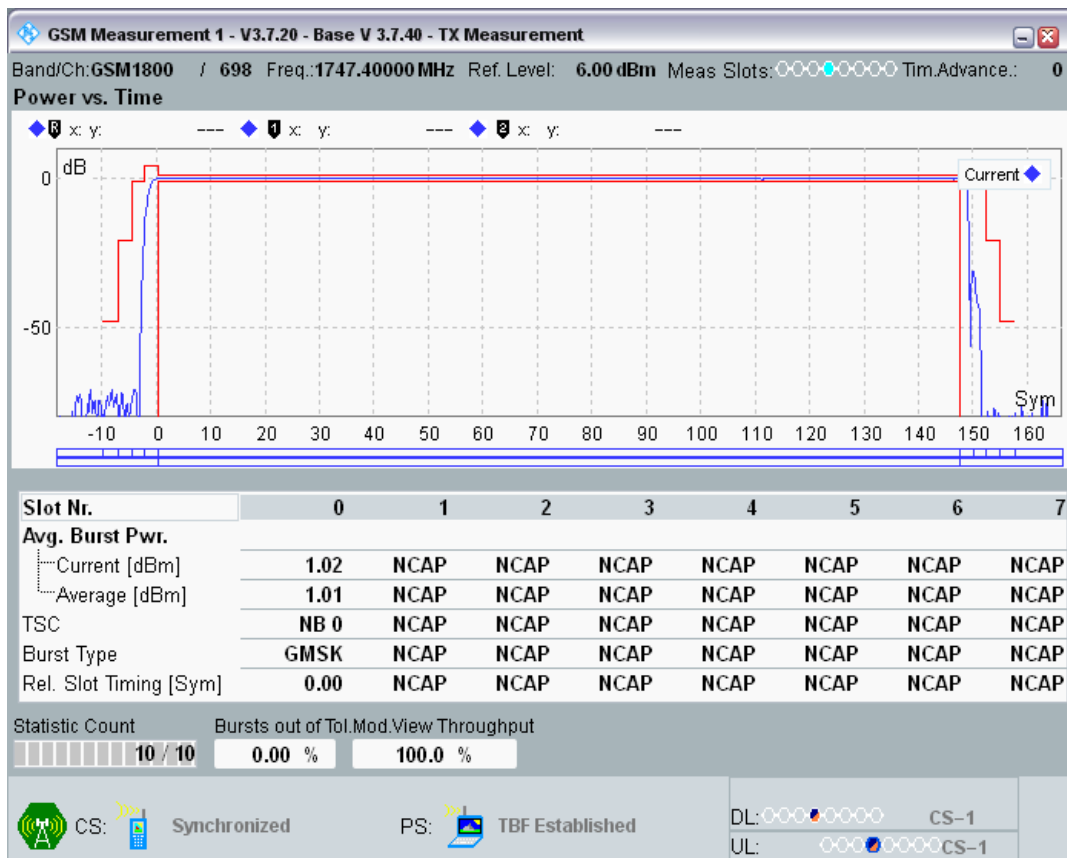 GSM Measurement 1 - V3.7.20 - Base V 3.7.40 - TX Measurement
Band/Ch:GSM1800 / 698 Freq.:1747.40000 MHz Ref. Level: 6.00 dBm Meas Slots: Tim.Advance.: 0
Power vs. Time
R x: y: --- 1 x: y: --- 2 x: y: ---
dB
Current
0
-50
Sym
-10 0 10 20 30 40 50 60 70 80 90 100 110 120 130 140 150 160
Slot Nr. 0 1 2 3 4 5 6 7
Avg. Burst Pwr.
Current [dBm] 1.02 NCAP NCAP NCAP NCAP NCAP NCAP NCAP
Average [dBm] 1.01 NCAP NCAP NCAP NCAP NCAP NCAP NCAP
TSC NB 0 NCAP NCAP NCAP NCAP NCAP NCAP NCAP
Burst Type GMSK NCAP NCAP NCAP NCAP NCAP NCAP NCAP
Rel. Slot Timing [Sym] 0.00 NCAP NCAP NCAP NCAP NCAP NCAP NCAP
Statistic Count Bursts out of Tol. Mod.View Throughput
10 / 10 0.00 % 100.0 %
CS: Synchronized PS: TBF Established
DL: CS-1
UL: CS-1